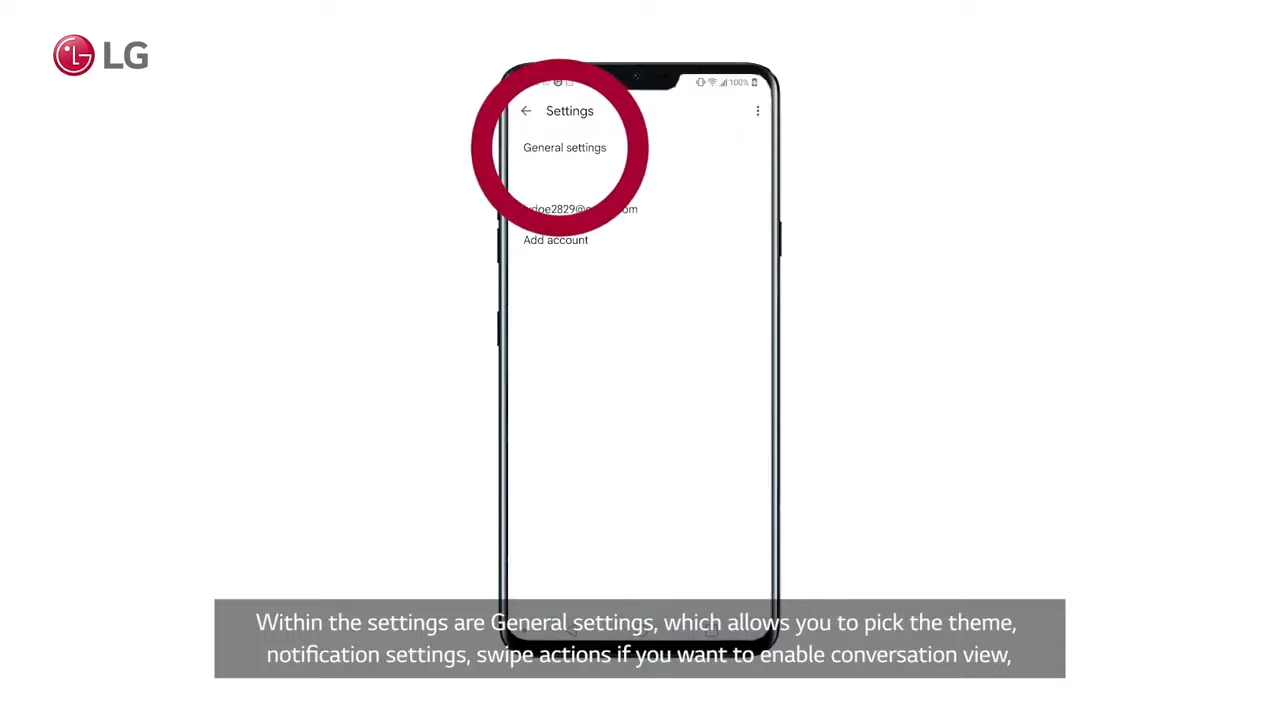 LG
100%
Settings
General settings
Add account
Within the settings are General settings, which allows you to pick the theme,
notification settings, swipe actions if you want to enable conversation view,